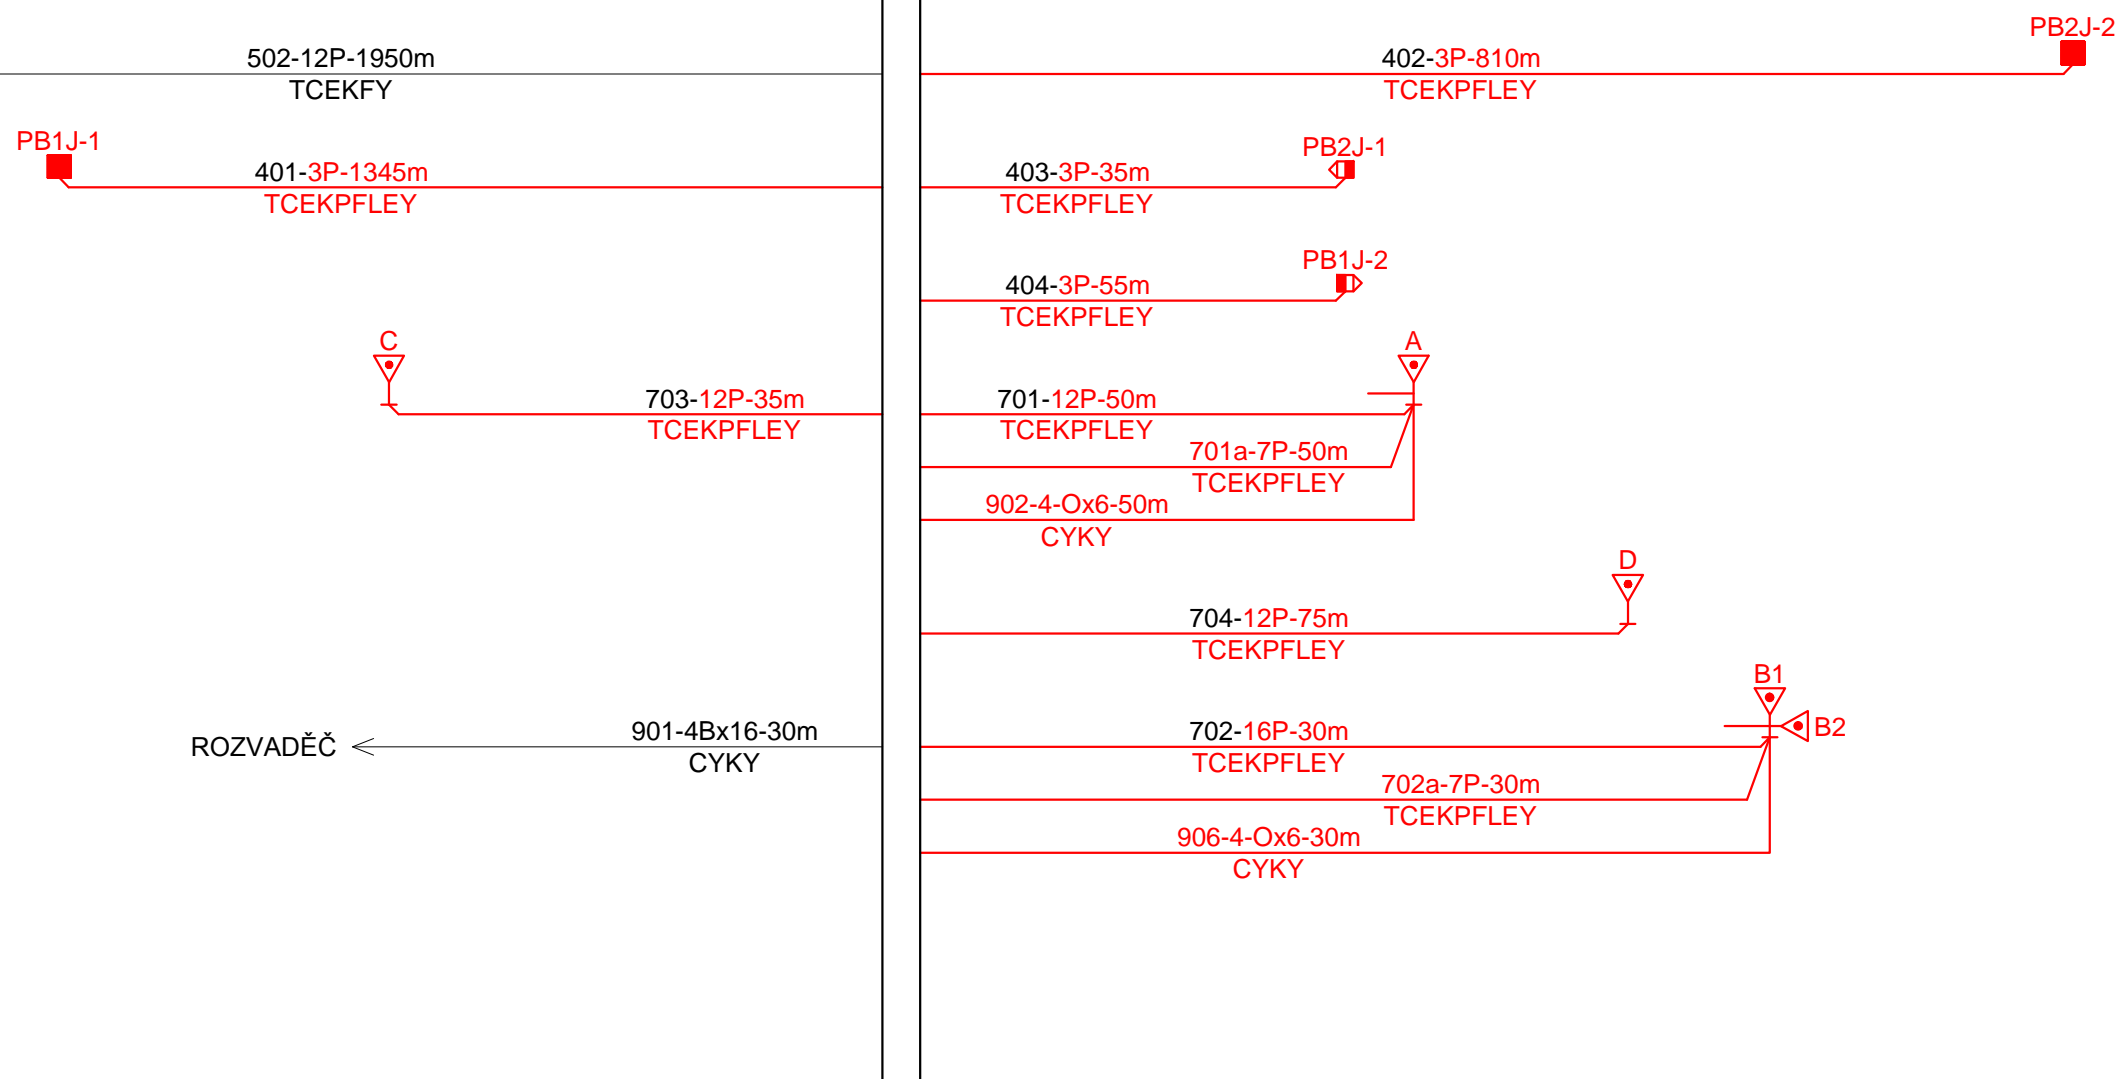 PB2J-2
502-12P-1950m
TCEKFY
402-3P-810m
TCEKPFLEY
PB1J-1
401-3P-1345m
TCEKPFLEY
PB2J-1
403-3P-35m
TCEKPFLEY
PB1J-2
404-3P-55m
TCEKPFLEY
C
703-12P-35m
TCEKPFLEY
A
701-12P-50m
TCEKPFLEY
701a-7P-50m
TCEKPFLEY
902-4-Ox6-50m
CYKY
D
704-12P-75m
TCEKPFLEY
B1
B2
ROZVADĚČ
901-4Bx16-30m
CYKY
702-16P-30m
TCEKPFLEY
702a-7P-30m
TCEKPFLEY
906-4-Ox6-30m
CYKY